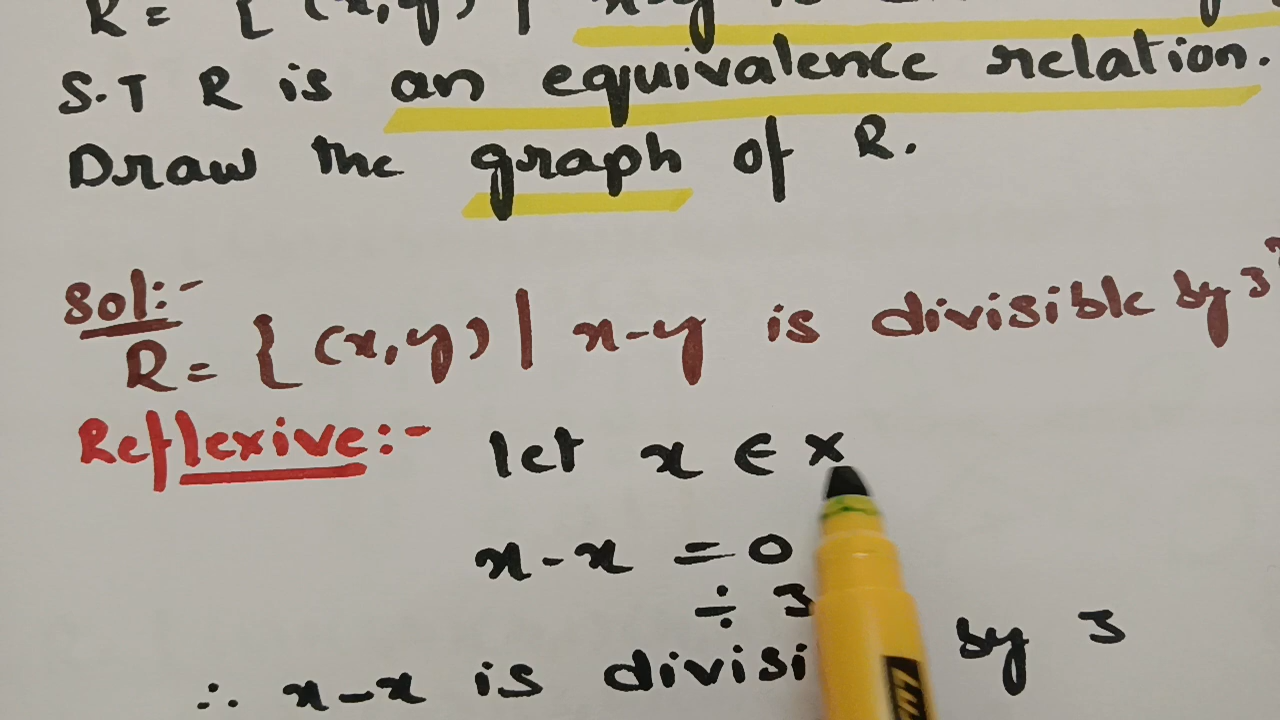 R = { (x,y) | x-y is
S.T R is an equivalence relation.
Draw the graph of R.
Sol:-
R = { (x,y) | x-y is divisible by 3
Reflexive:- let x ∈ X
x-x = 0
÷ 3
∴ x-x is divisi by 3